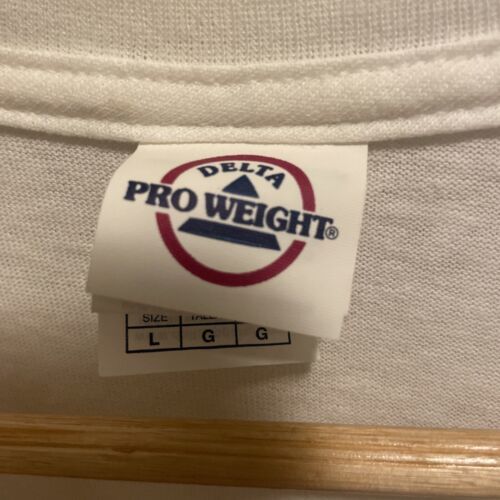 DELTA
PRO WEIGHT®
SIZE
L G G